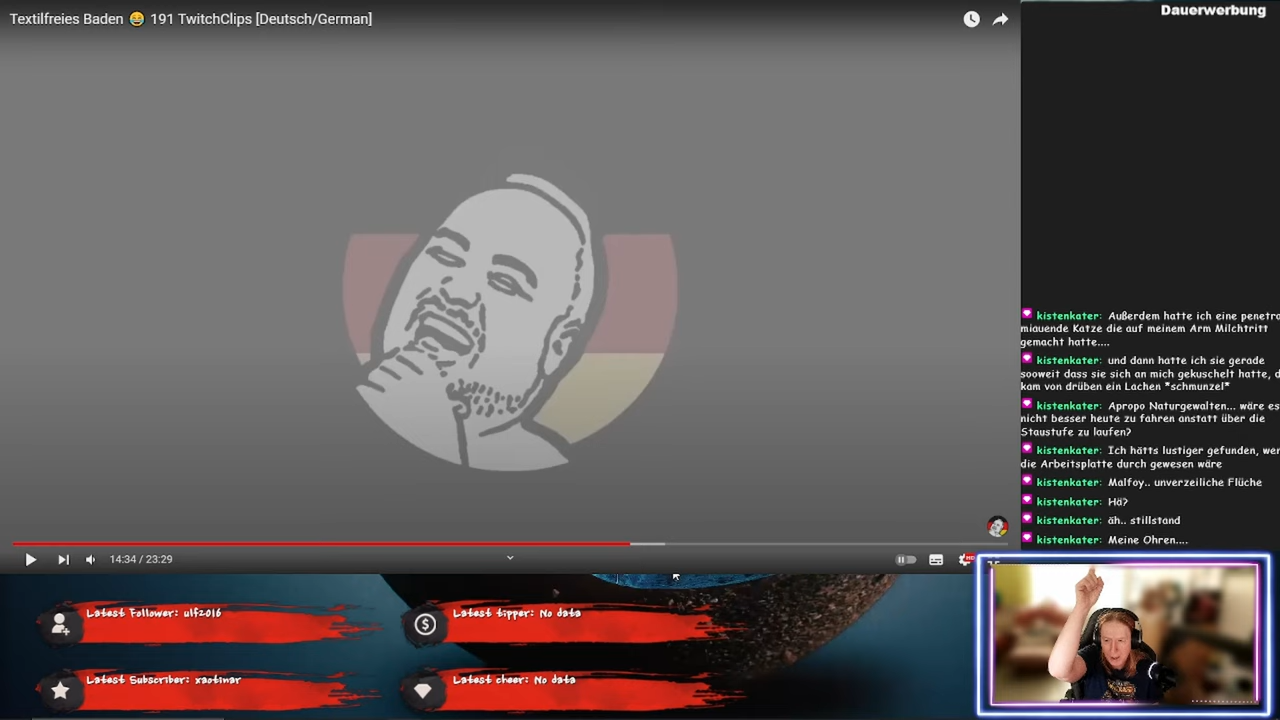 Textilfreies Baden 😂 191 TwitchClips [Deutsch/German]
Dauerwerbung
kistenkater: Außerdem hatte ich eine penetra
miauende Katze die auf meinem Arm Milchtritt
gemacht hatte....
kistenkater: und dann hatte ich sie gerade
sooweit dass sie sich an mich gekuschelt hatte, d
kam von drüben ein Lachen *schmunzel*
kistenkater: Apropo Naturgewalten... wäre es
nicht besser heute zu fahren anstatt über die
Staustufe zu laufen?
kistenkater: Ich hätts lustiger gefunden, wen
die Arbeitsplatte durch gewesen wäre
kistenkater: Malfoy.. unverzeiliche Flüche
kistenkater: Hä?
kistenkater: äh.. stillstand
kistenkater: Meine Ohren....
14:34 / 23:29
HD
Latest Follower: ulf2016
Latest tipper: No data
Latest Subscriber: xaotinar
Latest cheer: No data